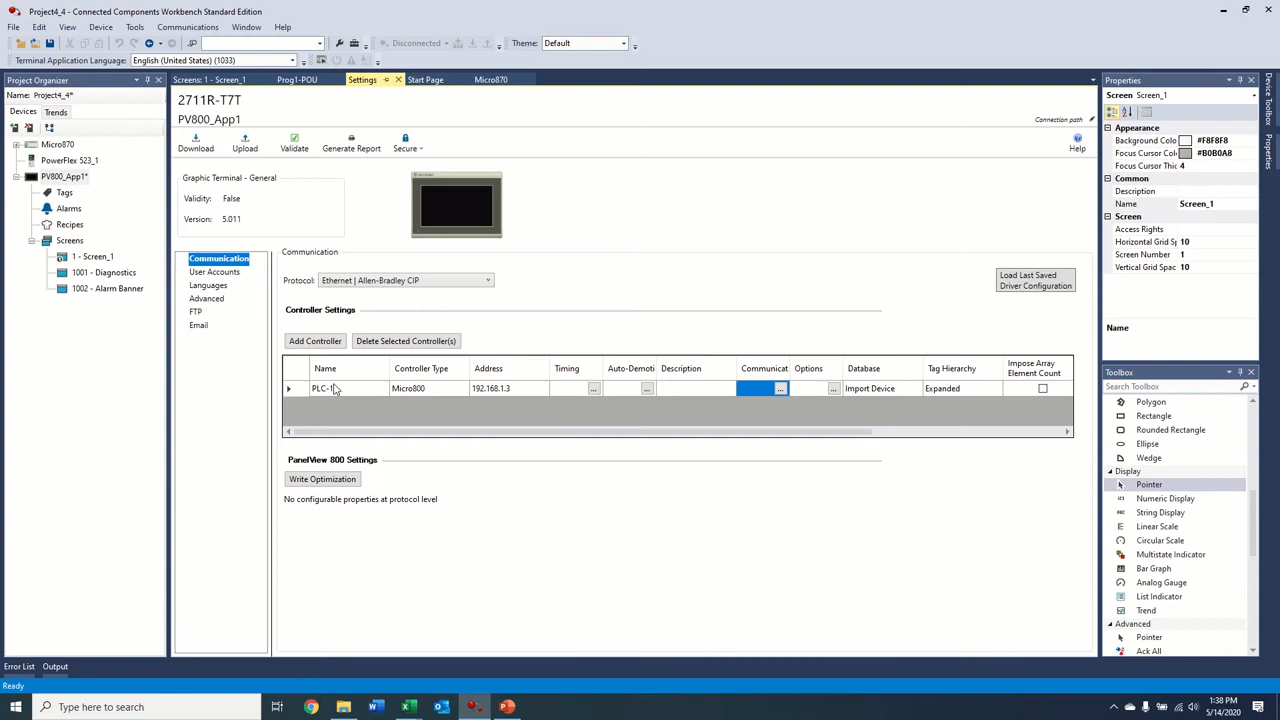 Project4_4 - Connected Components Workbench Standard Edition
File Edit View Device Tools Communications Window Help
Disconnected Theme: Default
Terminal Application Language: English (United States) (1033)
Project Organizer
Name: Project4_4*
Devices Trends
Micro870
PowerFlex 523_1
PV800_App1*
Tags
Alarms
Recipes
Screens
1 - Screen_1
1001 - Diagnostics
1002 - Alarm Banner
Screens: 1 - Screen_1 Prog1-POU Settings Start Page Micro870
2711R-T7T
PV800_App1
Connection path
Download Upload Validate Generate Report Secure Help
Graphic Terminal - General
Validity: False
Version: 5.011
Communication
User Accounts
Languages
Advanced
FTP
Email
Communication
Protocol: Ethernet | Allen-Bradley CIP
Load Last Saved
Driver Configuration
Controller Settings
Add Controller Delete Selected Controller(s)
Name Controller Type Address Timing Auto-Demoti Description Communicat Options Database Tag Hierarchy Impose Array
Element Count
PLC-1 Micro800 192.168.1.3 ... ... ... ... Import Device Expanded
PanelView 800 Settings
Write Optimization
No configurable properties at protocol level
Properties
Screen Screen_1
Appearance
Background Colo #F8F8F8
Focus Cursor Colo #B0B0A8
Focus Cursor Thic 4
Common
Description
Name Screen_1
Screen
Access Rights
Horizontal Grid S 10
Screen Number 1
Vertical Grid Spac 10
Name
Toolbox
Search Toolbox
Polygon
Rectangle
Rounded Rectangle
Ellipse
Wedge
Display
Pointer
Numeric Display
String Display
Linear Scale
Circular Scale
Multistate Indicator
Bar Graph
Analog Gauge
List Indicator
Trend
Advanced
Pointer
Ack All
Device Toolbox
Properties
Error List Output
Ready
Type here to search
1:38 PM
5/14/2020